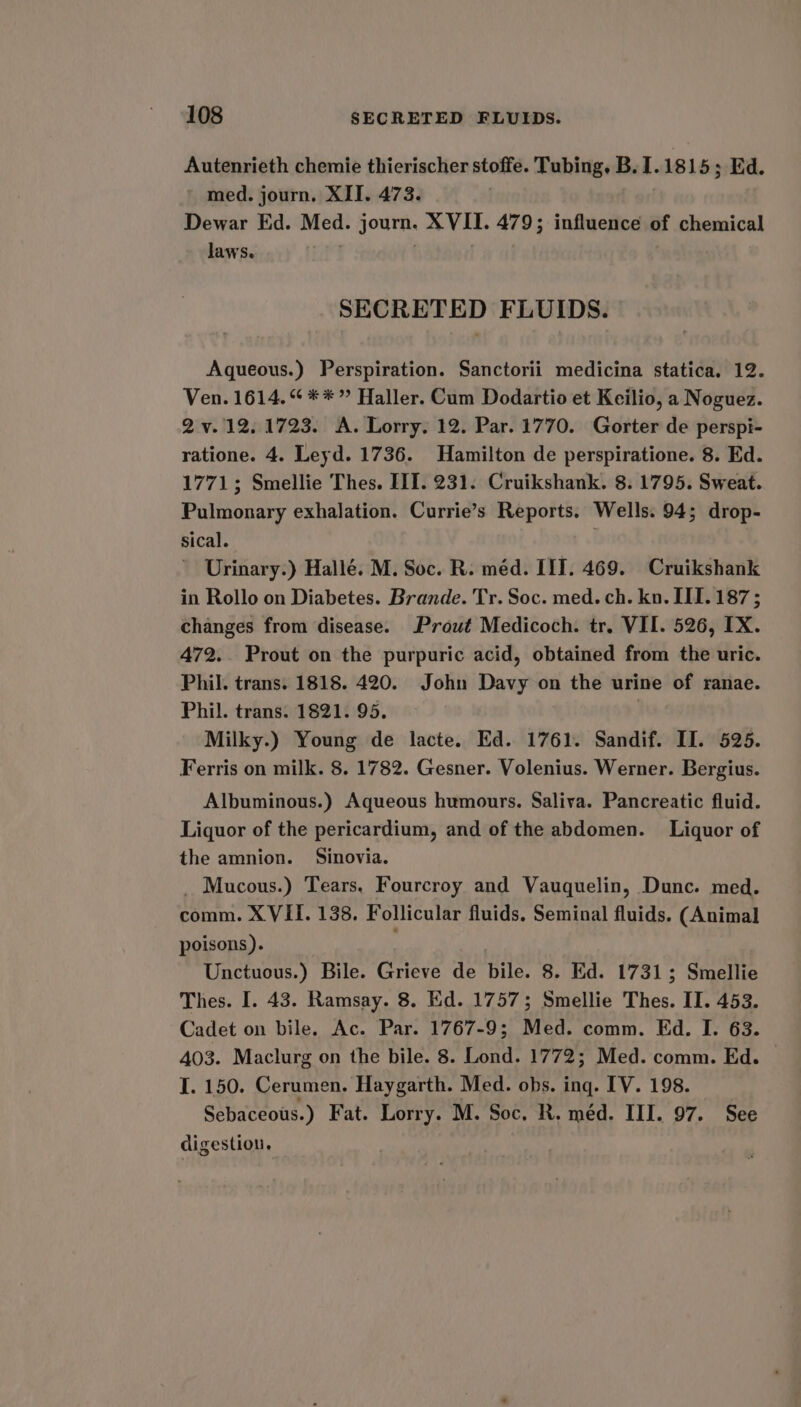 108 SECRETED FLUIDS.
Autenrieth chemie thierischer stoffe. Tubing. B. I. 1815; Ed.
med. journ. XII. 473.
Dewar Ed. Med. journ. XVII. 479; influence of chemical
laws.
SECRETED FLUIDS.
Aqueous.) Perspiration. Sanctorii medicina statica. 12.
Ven. 1614. “ ** ” Haller. Cum Dodartio et Keilio, a Noguez.
2 v. 12. 1723. A. Lorry. 12. Par. 1770. Gorter de perspi-
ratione. 4. Leyd. 1736. Hamilton de perspiratione. 8. Ed.
1771; Smellie Thes. III. 231. Cruikshank. 8. 1795. Sweat.
Pulmonary exhalation. Currie’s Reports. Wells. 94; drop-
sical.
Urinary.) Hallé. M. Soc. R. méd. III. 469. Cruikshank
in Rollo on Diabetes. Brande. Tr. Soc. med. ch. kn. III. 187;
changes from disease. Prout Medicoch. tr. VII. 526, IX.
472. Prout on the purpuric acid, obtained from the uric.
Phil. trans. 1818. 420. John Davy on the urine of ranae.
Phil. trans. 1821. 95.
Milky.) Young de lacte. Ed. 1761. Sandif. II. 525.
Ferris on milk. 8. 1782. Gesner. Volenius. Werner. Bergius.
Albuminous.) Aqueous humours. Saliva. Pancreatic fluid.
Liquor of the pericardium, and of the abdomen. Liquor of
the amnion. Sinovia.
Mucous.) Tears. Fourcroy and Vauquelin, Dunc. med.
comm. XVII. 138. Follicular fluids. Seminal fluids. (Animal
poisons).
Unctuous.) Bile. Grieve de bile. 8. Ed. 1731; Smellie
Thes. I. 43. Ramsay. 8. Ed. 1757; Smellie Thes. II. 453.
Cadet on bile. Ac. Par. 1767-9; Med. comm. Ed. I. 63.
403. Maclurg on the bile. 8. Lond. 1772; Med. comm. Ed.
I. 150. Cerumen. Haygarth. Med. obs. inq. IV. 198.
Sebaceous.) Fat. Lorry. M. Soc. R. méd. III. 97. See
digestion.